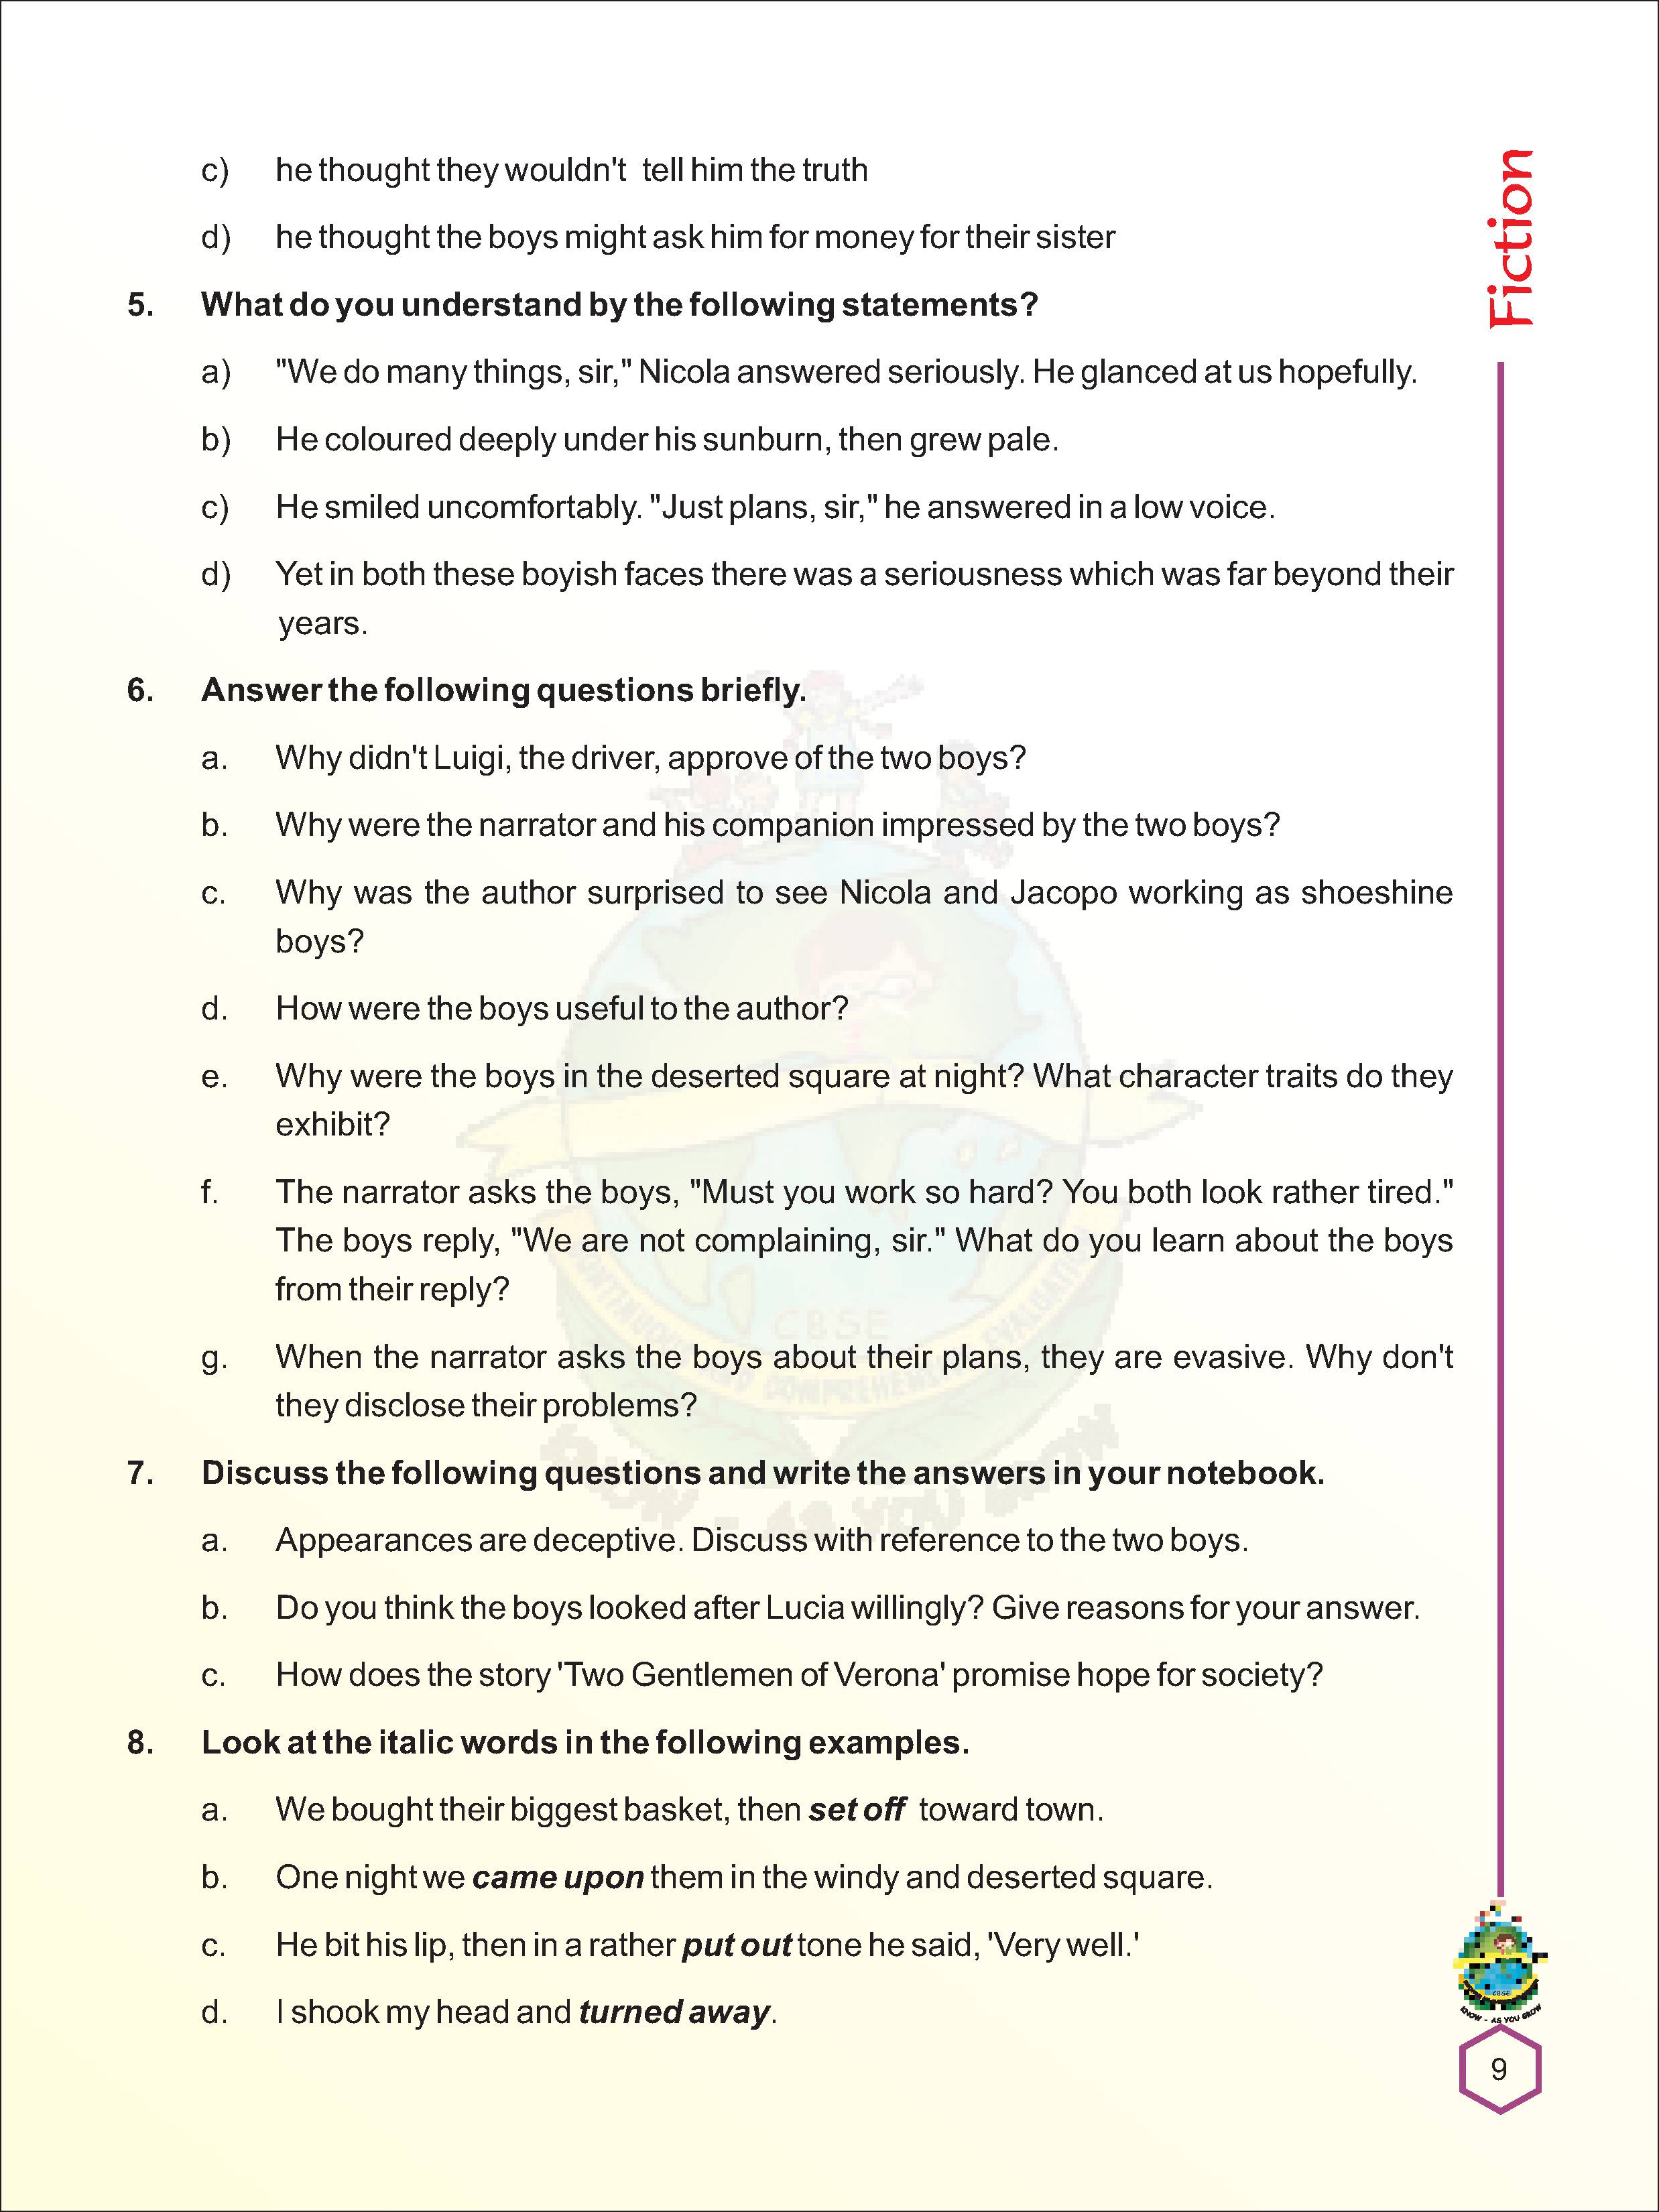 c) he thought they wouldn't tell him the truth
d) he thought the boys might ask him for money for their sister
Fiction
5. What do you understand by the following statements?
a) "We do many things, sir," Nicola answered seriously. He glanced at us hopefully.
b) He coloured deeply under his sunburn, then grew pale.
c) He smiled uncomfortably. "Just plans, sir," he answered in a low voice.
d) Yet in both these boyish faces there was a seriousness which was far beyond their
years.
6. Answer the following questions briefly.
a. Why didn't Luigi, the driver, approve of the two boys?
b. Why were the narrator and his companion impressed by the two boys?
c. Why was the author surprised to see Nicola and Jacopo working as shoeshine
boys?
d. How were the boys useful to the author?
e. Why were the boys in the deserted square at night? What character traits do they
exhibit?
f. The narrator asks the boys, "Must you work so hard? You both look rather tired."
The boys reply, "We are not complaining, sir." What do you learn about the boys
from their reply?
g. When the narrator asks the boys about their plans, they are evasive. Why don't
they disclose their problems?
CBSE
7. Discuss the following questions and write the answers in your notebook.
a. Appearances are deceptive. Discuss with reference to the two boys.
b. Do you think the boys looked after Lucia willingly? Give reasons for your answer.
c. How does the story 'Two Gentlemen of Verona' promise hope for society?
8. Look at the italic words in the following examples.
a. We bought their biggest basket, then set off toward town.
b. One night we came upon them in the windy and deserted square.
c. He bit his lip, then in a rather put out tone he said, 'Very well.'
d. I shook my head and turned away.
CBSE
KNOW - AS YOU GROW
9